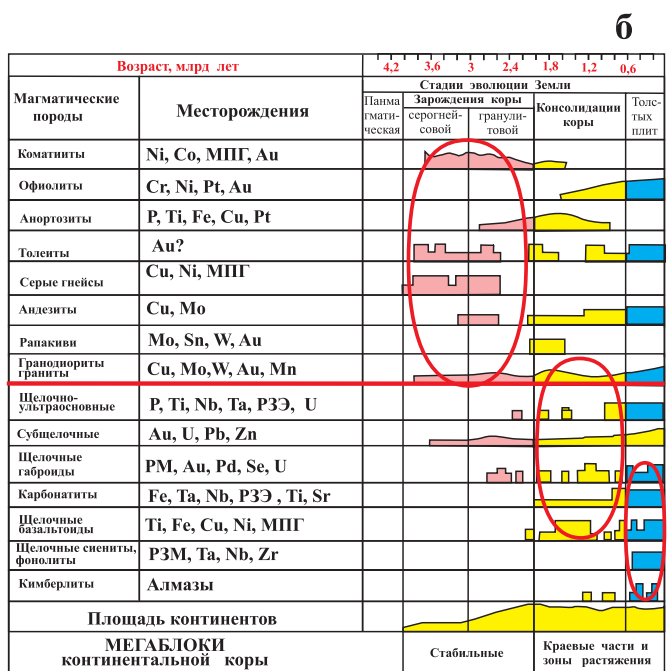 б
Возраст, млрд лет
4,2 3,6 3 2,4 1,8 1,2 0,6
Стадии эволюции Земли
Магматические
породы
Месторождения
Панма
гмати-
ческая
Зарождения коры
серогней-
совой
гранули-
товой
Консолидации
коры
Толс-
тых
плит
Коматииты Ni, Co, МПГ, Au
Офиолиты Cr, Ni, Pt, Au
Анортозиты P, Ti, Fe, Cu, Pt
Толеиты Au?
Серые гнейсы Cu, Ni, МПГ
Андезиты Cu, Mo
Рапакиви Mo, Sn, W, Au
Гранодиориты
граниты
Cu, Mo,W, Au, Mn
Щелочно-
ультраосновные
P, Ti, Nb, Ta, РЗЭ, U
Субщелочные Au, U, Pb, Zn
Щелочные
габроиды
РМ, Au, Pd, Se, U
Карбонатиты Fe, Ta, Nb, РЗЭ , Ti, Sr
Щелочные
базальтоиды
Ti, Fe, Cu, Ni, МПГ
Щелочные сиениты,
фонолиты
РЗМ, Ta, Nb, Zr
Кимберлиты Алмазы
Площадь континентов
МЕГАБЛОКИ
континентальной коры
Стабильные
Краевые части и
зоны растяжения